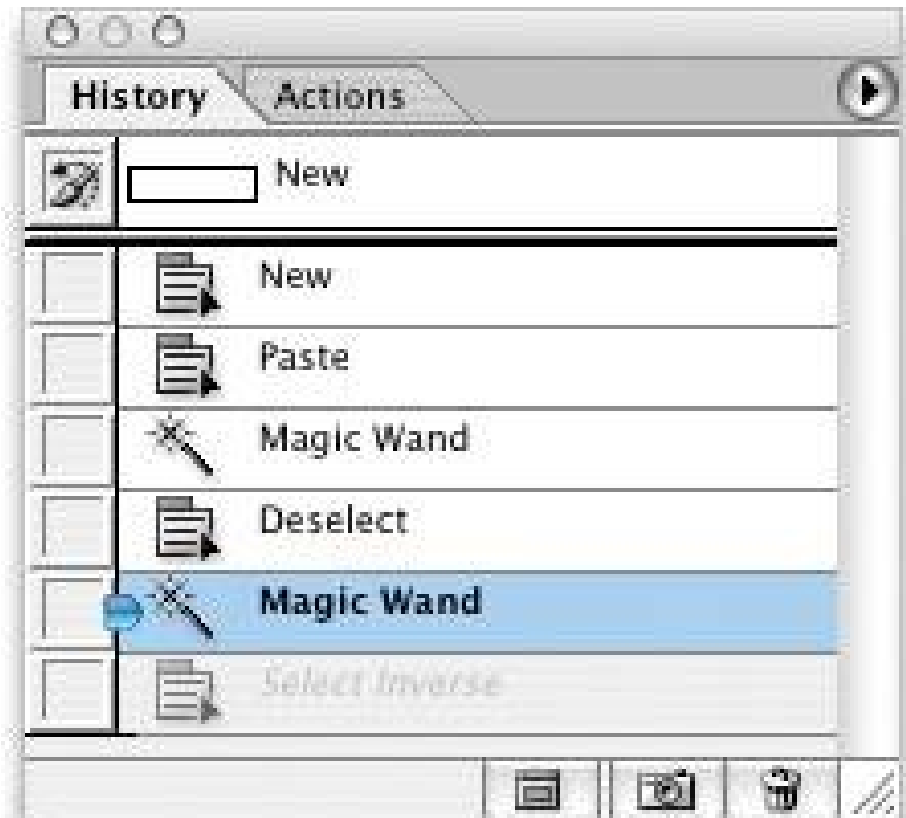 History Actions
New
New
Paste
Magic Wand
Deselect
Magic Wand
Select Inverse